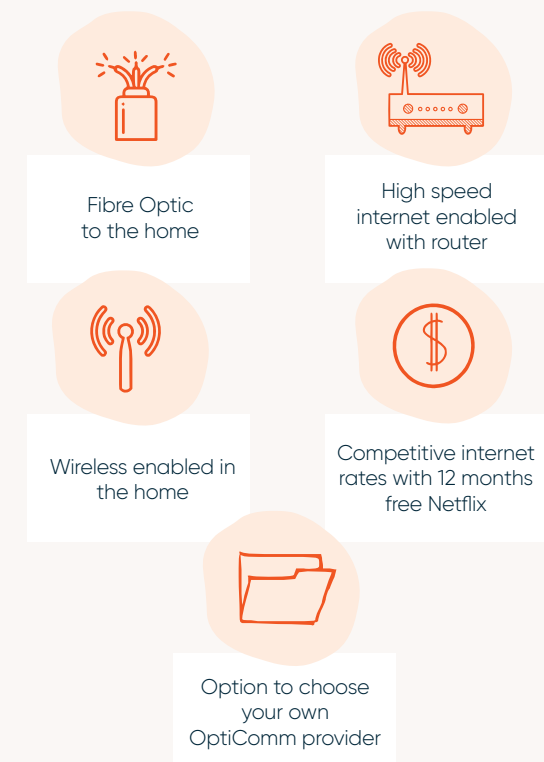 Fibre Optic
to the home
High speed
internet enabled
with router
Wireless enabled in
the home
Competitive internet
rates with 12 months
free Netflix
Option to choose
your own
OptiComm provider